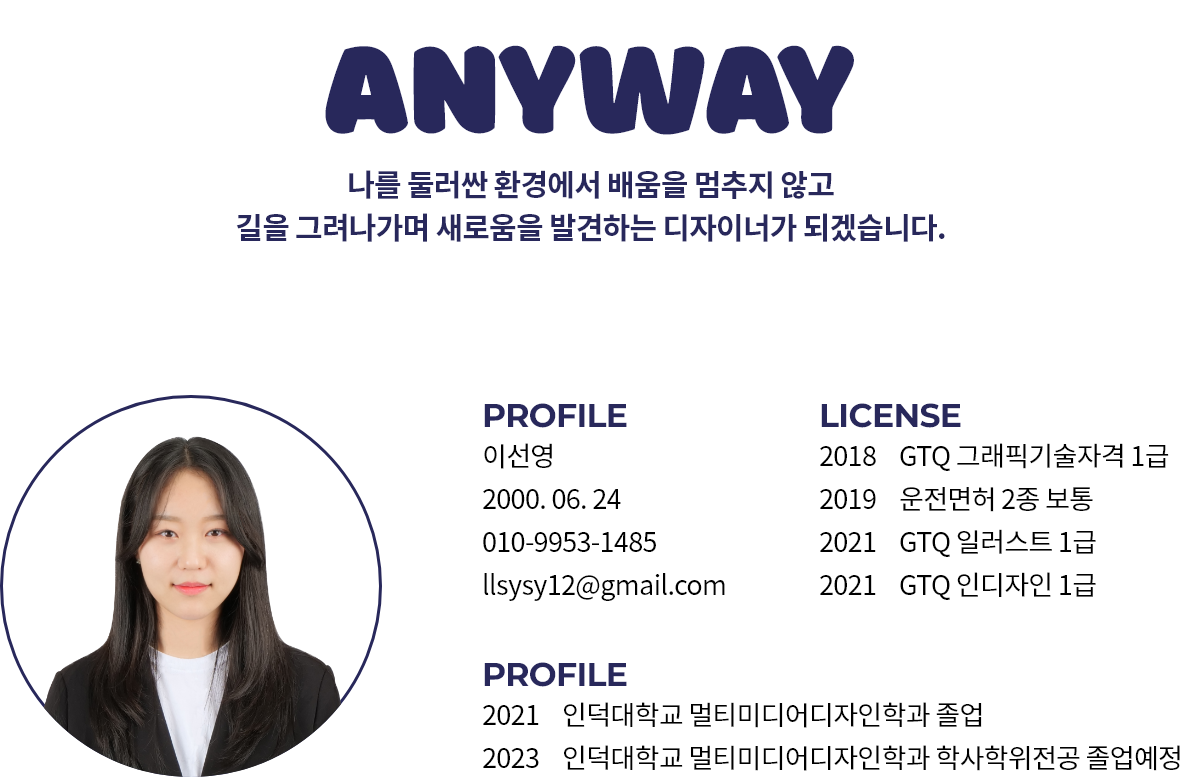 ANYWAY
나를 둘러싼 환경에서 배움을 멈추지 않고
길을 그려나가며 새로움을 발견하는 디자이너가 되겠습니다.
PROFILE
이선영
2000. 06. 24
010-9953-1485
llsysy12@gmail.com
LICENSE
2018 GTQ 그래픽기술자격 1급
2019 운전면허 2종 보통
2021 GTQ 일러스트 1급
2021 GTQ 인디자인 1급
PROFILE
2021 인덕대학교 멀티미디어디자인학과 졸업
2023 인덕대학교 멀티미디어디자인학과 학사학위전공 졸업예정